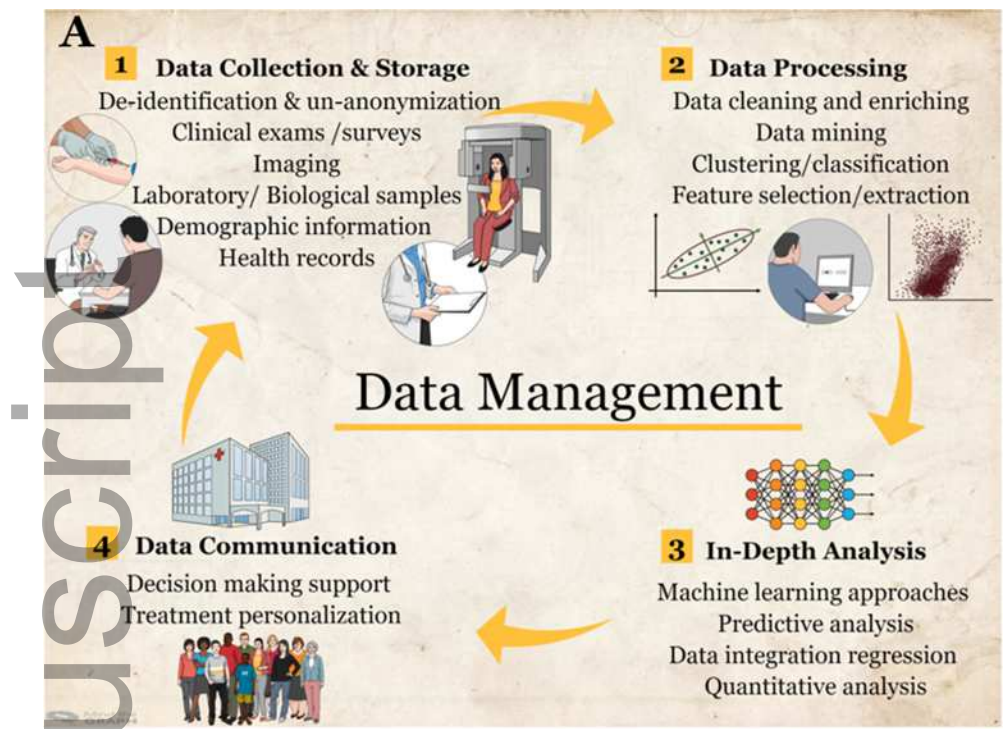 A
1 Data Collection & Storage
De-identification & un-anonymization
Clinical exams /surveys
Imaging
Laboratory/ Biological samples
Demographic information
Health records
2 Data Processing
Data cleaning and enriching
Data mining
Clustering/classification
Feature selection/extraction
Data Management
3 In-Depth Analysis
Machine learning approaches
Predictive analysis
Data integration regression
Quantitative analysis
4 Data Communication
Decision making support
Treatment personalization
uscript